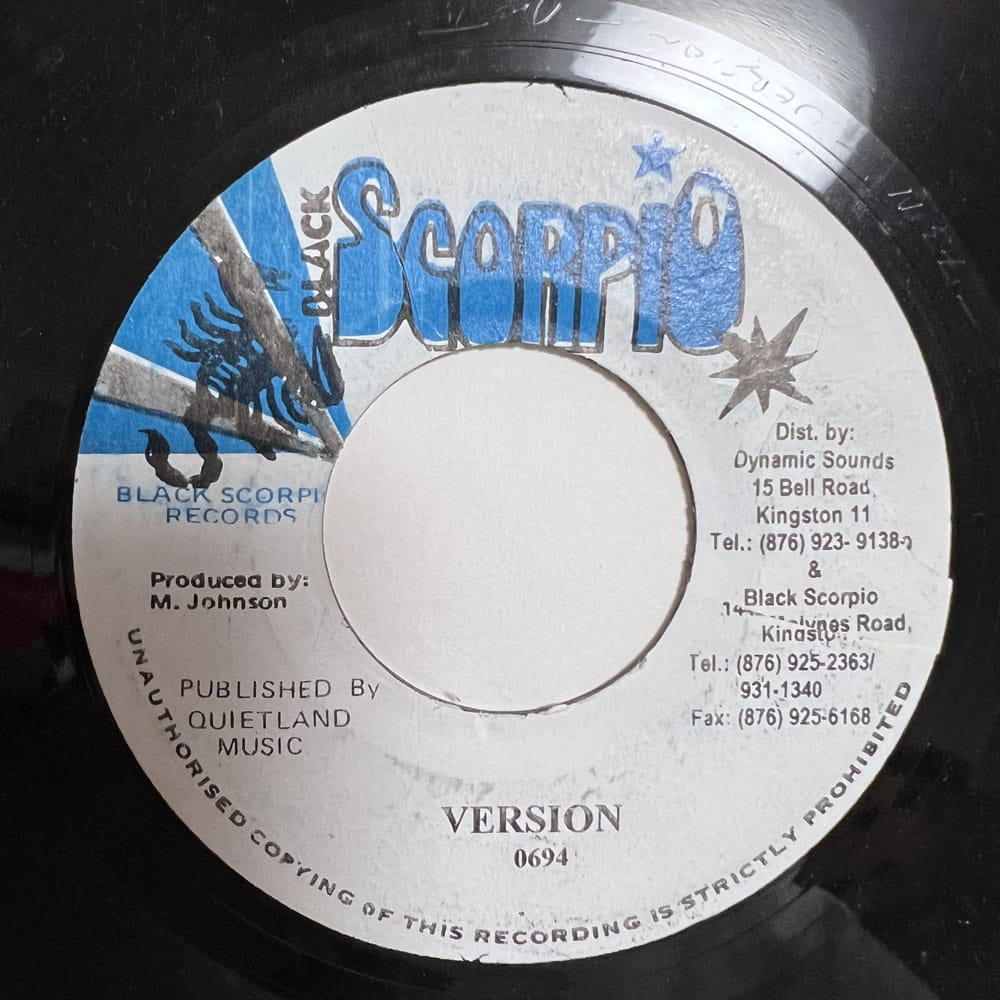 BLACK
SCORPIO
BLACK SCORPI
RECORDS
Produced by:
M. Johnson
PUBLISHED By
QUIETLAND
MUSIC
Dist. by:
Dynamic Sounds
15 Bell Road,
Kingston 11
Tel.: (876) 923- 9138-
&
Black Scorpio
Road,
Tel.: (876) 925-2363/
931-1340
Fax: (876) 925-6168
VERSION
0694
UNAUTHORISED COPYING OF THIS RECORDING IS STRICTLY PROHIBITED
VERSION